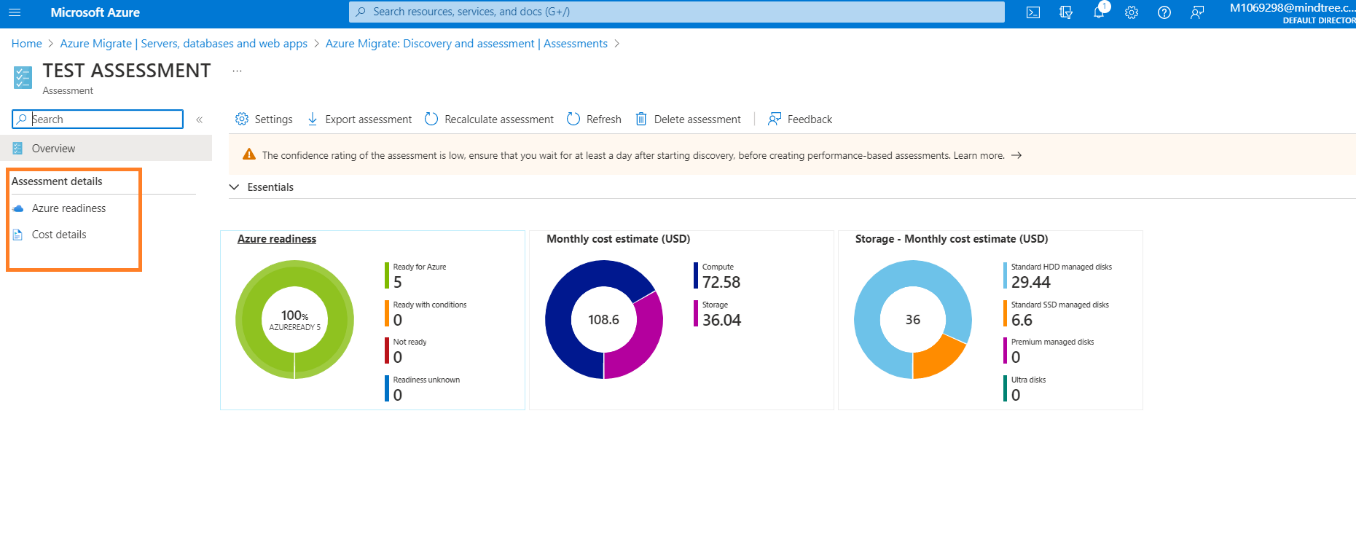 Microsoft Azure
Search resources, services, and docs (G+/)
1
M1069298@mindtree.c...
DEFAULT DIRECTOR
Home > Azure Migrate | Servers, databases and web apps > Azure Migrate: Discovery and assessment | Assessments >
TEST ASSESSMENT ...
Assessment
Search «
Settings Export assessment Recalculate assessment Refresh Delete assessment Feedback
Overview
The confidence rating of the assessment is low, ensure that you wait for at least a day after starting discovery, before creating performance-based assessments. Learn more. →
Assessment details
Azure readiness
Cost details
Essentials
Azure readiness
100%
AZUREREADY 5
Ready for Azure
5
Ready with conditions
0
Not ready
0
Readiness unknown
0
Monthly cost estimate (USD)
108.6
Compute
72.58
Storage
36.04
Storage - Monthly cost estimate (USD)
36
Standard HDD managed disks
29.44
Standard SSD managed disks
6.6
Premium managed disks
0
Ultra disks
0